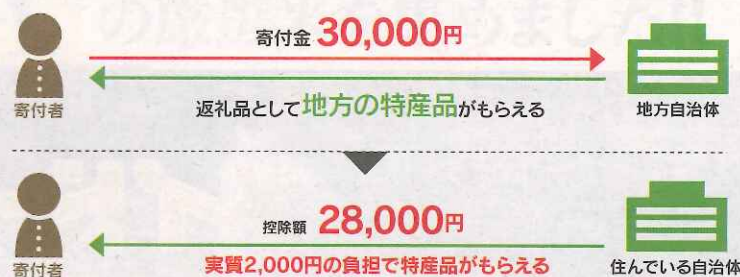 寄付金 30,000円
寄付者
返礼品として地方の特産品がもらえる
地方自治体
控除額 28,000円
寄付者
実質2,000円の負担で特産品がもらえる
住んでいる自治体